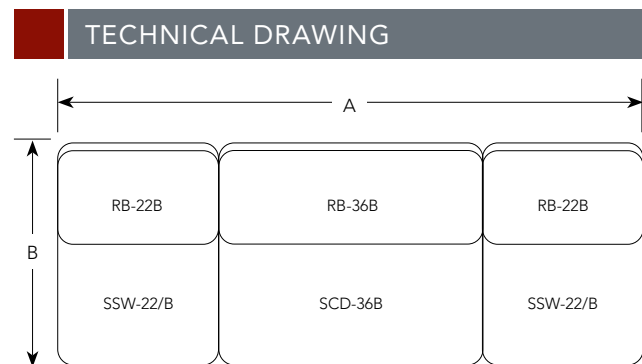 TECHNICAL DRAWING
A
RB-22B RB-36B RB-22B
B
SSW-22/B SCD-36B SSW-22/B